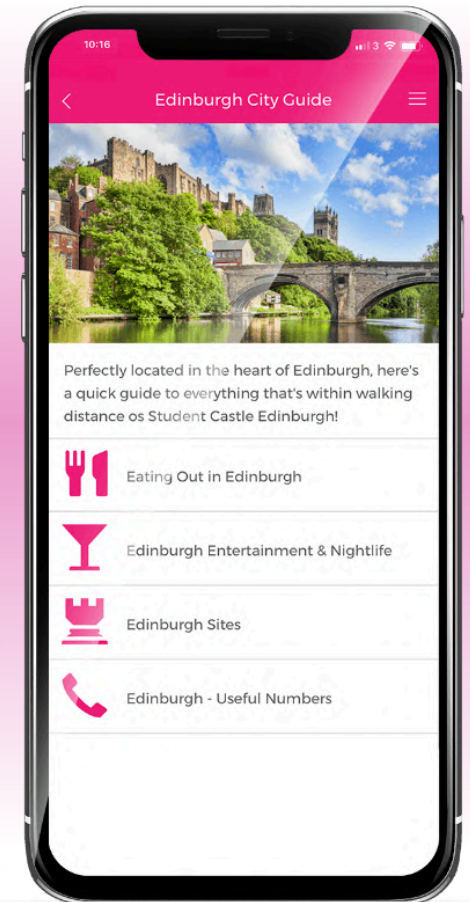 10:16
3
Edinburgh City Guide
Perfectly located in the heart of Edinburgh, here's
a quick guide to everything that's within walking
distance os Student Castle Edinburgh!
Eating Out in Edinburgh
Edinburgh Entertainment & Nightlife
Edinburgh Sites
Edinburgh - Useful Numbers